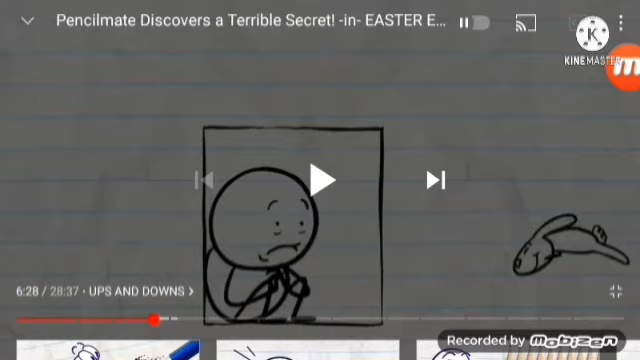 Pencilmate Discovers a Terrible Secret! -in- EASTER E...
K
KINEMASTER
6:28 / 28:37 · UPS AND DOWNS >
Recorded by Mobizen